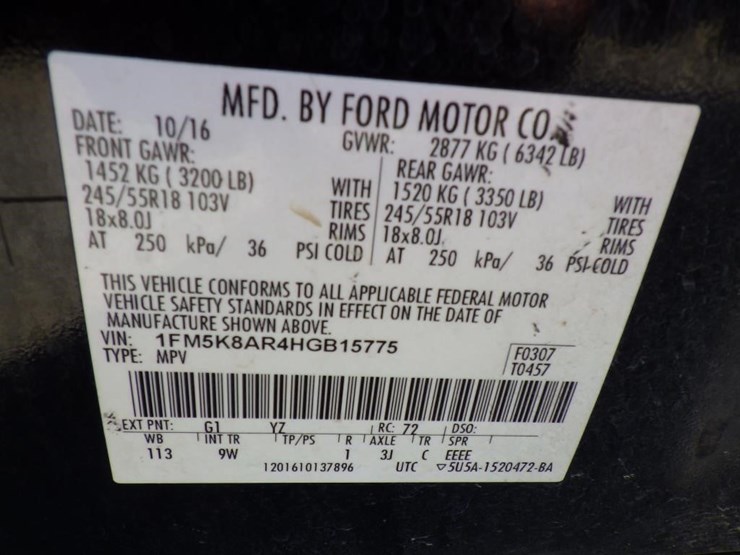 MFD. BY FORD MOTOR CO.
DATE: 10/16 GVWR: 2877 KG ( 6342 LB)
FRONT GAWR: REAR GAWR:
1452 KG ( 3200 LB) WITH 1520 KG ( 3350 LB) WITH
245/55R18 103V TIRES 245/55R18 103V TIRES
18x8.0J RIMS 18x8.0J RIMS
AT 250 kPa/ 36 PSI COLD AT 250 kPa/ 36 PSI COLD
THIS VEHICLE CONFORMS TO ALL APPLICABLE FEDERAL MOTOR
VEHICLE SAFETY STANDARDS IN EFFECT ON THE DATE OF
MANUFACTURE SHOWN ABOVE.
VIN: 1FM5K8AR4HGB15775
TYPE: MPV F0307
T0457
EXT PNT: G1 YZ RC: 72 DSO:
WB INT TR TP/PS R AXLE TR SPR
113 9W 1 3J C EEEE
1201610137896 UTC ▽5U5A-1520472-BA